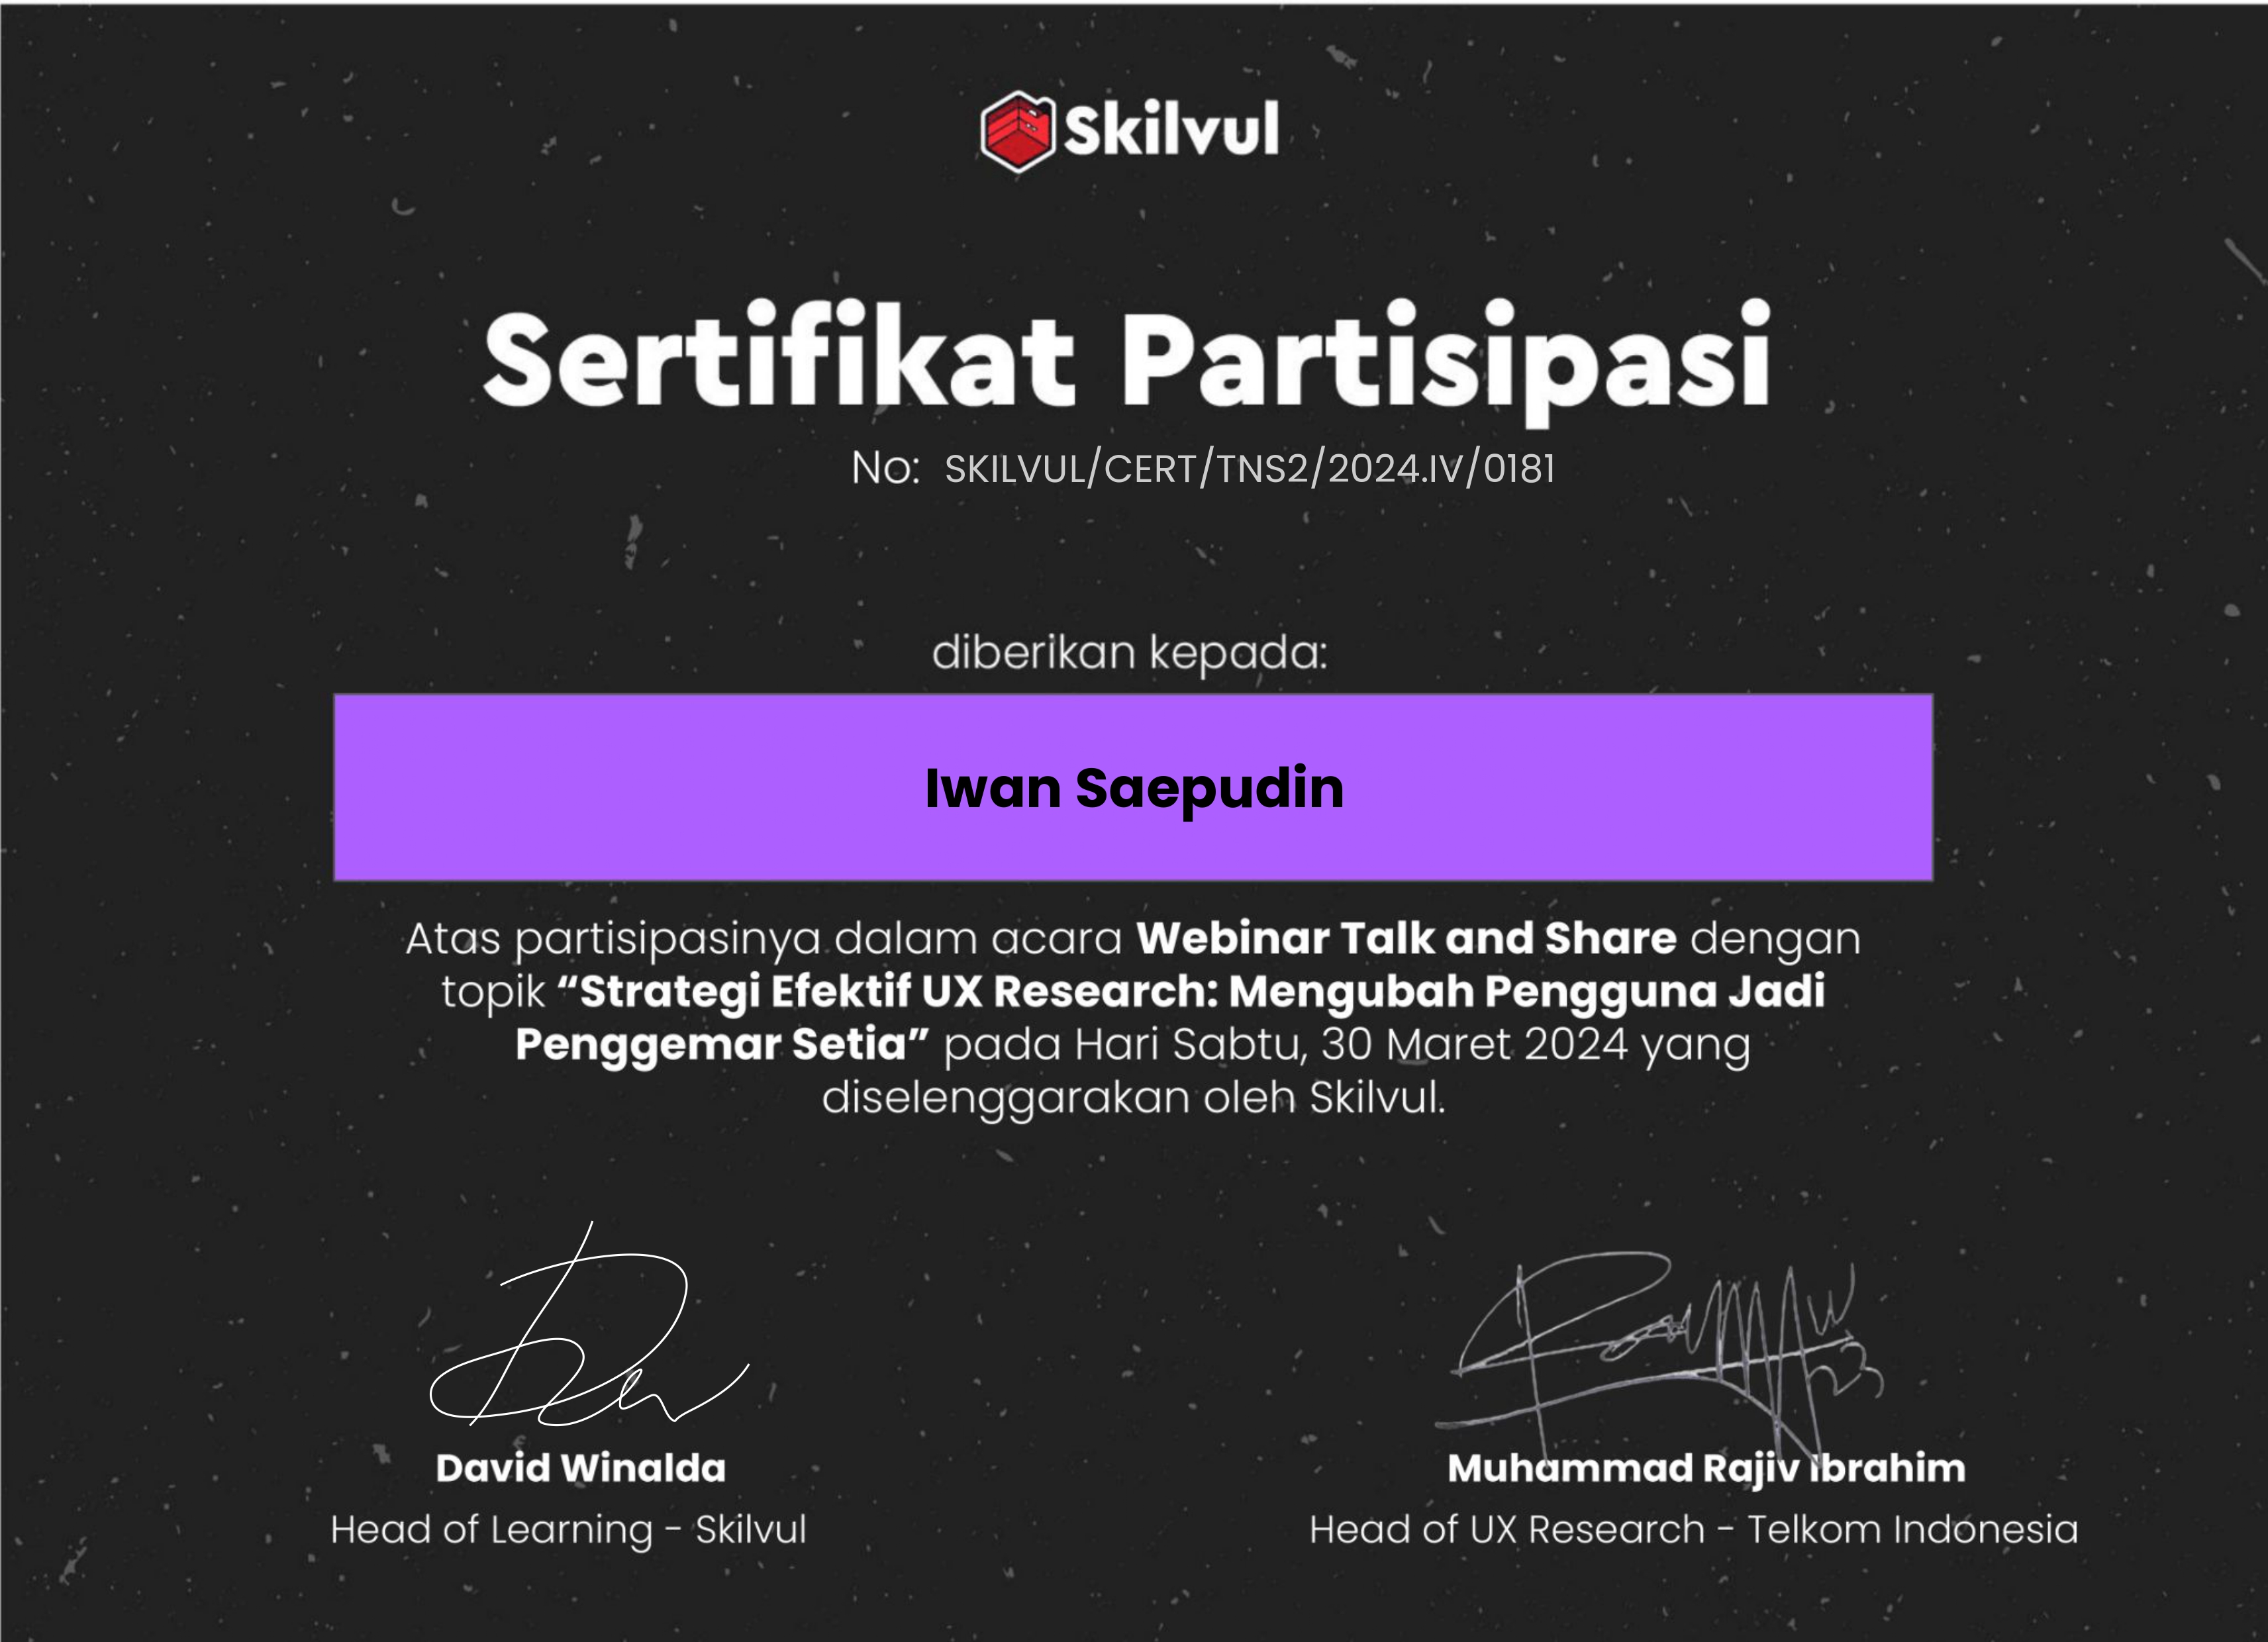 Skilvul
Sertifikat Partisipasi
No: SKILVUL/CERT/TNS2/2024.IV/0181
diberikan kepada:
Iwan Saepudin
Atas partisipasinya dalam acara Webinar Talk and Share dengan
topik “Strategi Efektif UX Research: Mengubah Pengguna Jadi
Penggemar Setia” pada Hari Sabtu, 30 Maret 2024 yang
diselenggarakan oleh Skilvul.
David Winalda
Head of Learning - Skilvul
Muhammad Rajiv Ibrahim
Head of UX Research - Telkom Indonesia